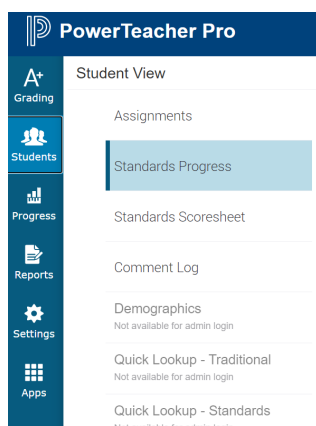 PowerTeacher Pro
A+
Grading
Students
Progress
Reports
Settings
Apps
Student View
Assignments
Standards Progress
Standards Scoresheet
Comment Log
Demographics
Not available for admin login
Quick Lookup - Traditional
Not available for admin login
Quick Lookup - Standards